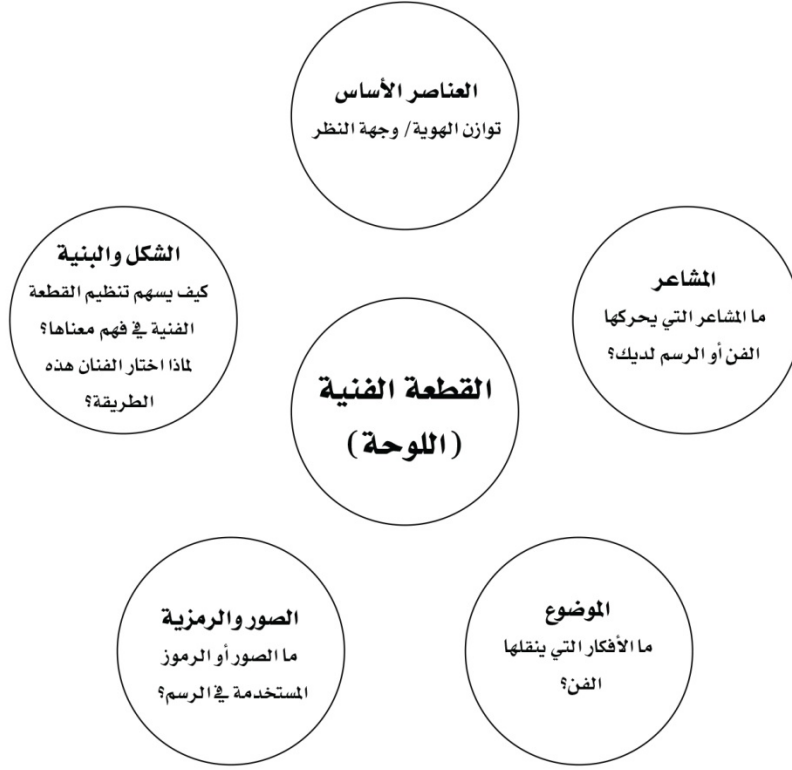 العناصر الأساس
توازن الهوية/ وجهة النظر
المشاعر
ما المشاعر التي يحركها
الفن أو الرسم لديك؟
الشكل والبنية
كيف يسهم تنظيم القطعة
الفنية في فهم معناها؟
لماذا اختار الفنان هذه
الطريقة؟
القطعة الفنية
(اللوحة)
الموضوع
ما الأفكار التي ينقلها
الفن؟
الصور والرمزية
ما الصور أو الرموز
المستخدمة في الرسم؟